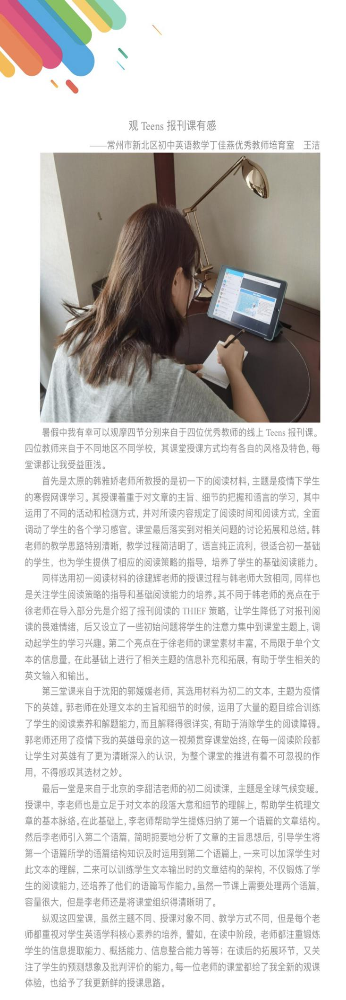 观 Teens 报刊课有感
——常州市新北区初中英语教学丁佳燕优秀教师培育室 王洁
暑假中我有幸可以观摩四节分别来自于四位优秀教师的线上 Teens 报刊课。
四位教师来自于不同地区不同学校，其课堂授课方式均有各自的风格及特色，每
堂课都让我受益匪浅。
首先是太原的韩雅娇老师所教授的是初一下的阅读材料，主题是疫情下学生
的寒假网课学习。其授课着重于对文章的主旨、细节的把握和语言的学习，其中
运用了不同的活动和检测方式，并对所读内容规定了阅读时间和阅读方式，全面
调动了学生的各个学习感官。课堂最后落实到对相关问题的讨论拓展和总结。韩
老师的教学思路特别清晰，教学过程简洁明了，语言纯正流利，很适合初一基础
的学生，也为学生提供了相应的阅读策略的指导，培养了学生的基础阅读能力。
同样选用初一阅读材料的徐建辉老师的授课过程与韩老师大致相同，同样也
是关注学生阅读策略的指导和基础阅读能力的培养。其不同于韩老师的亮点在于
徐老师在导入部分先是介绍了报刊阅读的 THIEF 策略，让学生降低了对报刊阅
读的畏难情绪，后又设立了一些初始问题将学生的注意力集中到课堂主题上，调
动起学生的学习兴趣。第二个亮点在于徐老师的课堂素材丰富，不局限于单个文
本的信息量，在此基础上进行了相关主题的信息补充和拓展，有助于学生相关的
英文输入和输出。
第三堂课来自于沈阳的郭媛媛老师，其选用材料为初二的文本，主题为疫情
下的英雄。郭老师在处理文本的主旨和细节的时候，运用了大量的题目综合训练
了学生的阅读素养和解题能力，而且解释得很详实，有助于消除学生的阅读障碍。
郭老师还用了疫情下我的英雄母亲的这一视频贯穿课堂始终，在每一阅读阶段都
让学生对英雄有了更为清晰深入的认识，为整个课堂的推进有着不可忽视的作
用，不得感叹其选材之妙。
最后一堂是来自于北京的李甜洁老师的初二阅读课，主题是全球气候变暖。
授课中，李老师也是立足于对文本的段落大意和细节的理解上，帮助学生梳理文
章的基本脉络。在此基础上，李老师帮助学生提炼归纳了第一个语篇的文章结构。
然后李老师引入第二个语篇，简明扼要地分析了文章的主旨思想后，引导学生将
第一个语篇所学的语篇结构知识及时运用到第二个语篇上，一来可以加深学生对
此文本的理解，二来可以训练学生文本输出时的文章结构的架构，不仅锻炼了学
生的阅读能力，还培养了他们的语篇写作能力。虽然一节课上需要处理两个语篇，
容量很大，但是李老师还是将课堂组织得清晰明了。
纵观这四堂课，虽然主题不同、授课对象不同、教学方式不同，但是每个老
师都重视对学生英语学科核心素养的培养，譬如，在读中阶段，老师都注重锻炼
学生的信息提取能力、概括能力、信息整合能力等等；在读后的拓展环节，又关
注了学生的预测想象及批判评价的能力。每一位老师的课堂都给了我全新的观课
体验，也给予了我更新鲜的授课思路。